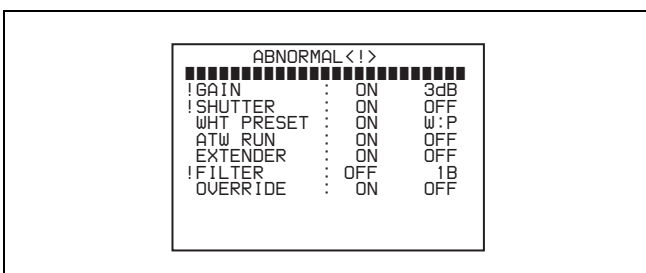 ABNORMAL<!>
!GAIN : ON 3dB
!SHUTTER : ON OFF
WHT PRESET : ON W:P
ATW RUN : ON OFF
EXTENDER : ON OFF
!FILTER : OFF 1B
OVERRIDE : ON OFF